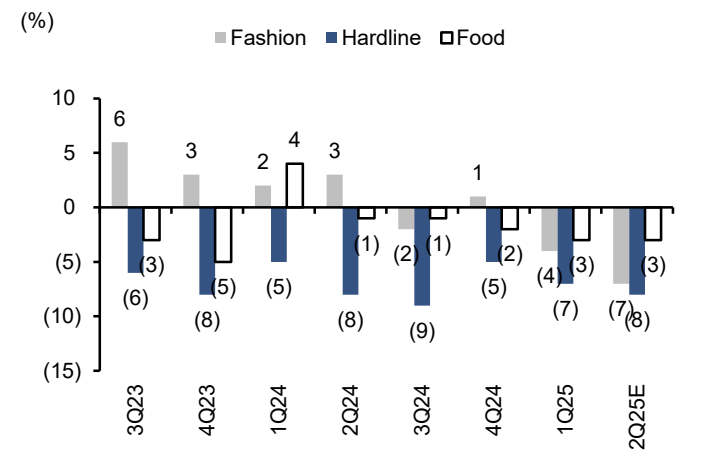 (%)
Fashion Hardline Food
10
5
0
(5)
(10)
(15)
6 (6) (3)
3 (8) (5)
2 (5) 4
3 (8) (1)
(2) (9) (1)
1 (5) (2)
(4) (7) (3)
(7) (8) (3)
3Q23
4Q23
1Q24
2Q24
3Q24
4Q24
1Q25
2Q25E